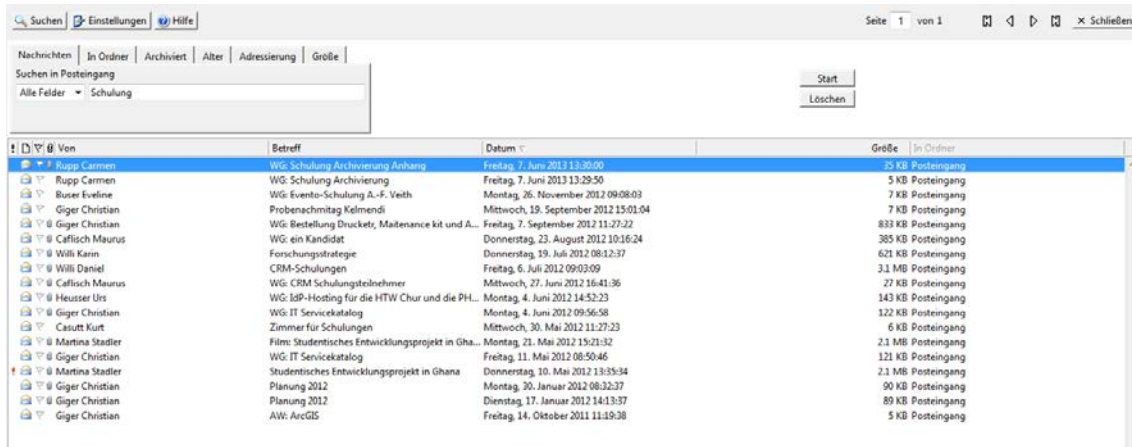 Suchen Einstellungen Hilfe Seite 1 von 1 Schließen
Nachrichten In Ordner Archiviert Alter Adressierung Größe
Suchen in Posteingang
Alle Felder Schulung
Start
Löschen
! Von Betreff Datum Größe In Ordner
Rupp Carmen WG: Schulung Archivierung Anhang Freitag, 7. Juni 2013 13:30:00 35 KB Posteingang
Rupp Carmen WG: Schulung Archivierung Freitag, 7. Juni 2013 13:29:50 5 KB Posteingang
Buser Eveline WG: Evento-Schulung A.-F. Veith Montag, 26. November 2012 09:08:03 7 KB Posteingang
Giger Christian Probenachmitag Kelmendi Mittwoch, 19. September 2012 15:01:04 7 KB Posteingang
Giger Christian WG: Bestellung Drucketr, Maitenance kit und A... Freitag, 7. September 2012 11:27:22 833 KB Posteingang
Caflisch Maurus WG: ein Kandidat Donnerstag, 23. August 2012 10:16:24 385 KB Posteingang
Willi Karin Forschungsstrategie Donnerstag, 19. Juli 2012 08:12:37 621 KB Posteingang
Willi Daniel CRM-Schulungen Freitag, 6. Juli 2012 09:03:09 3.1 MB Posteingang
Caflisch Maurus WG: CRM Schulungsteilnehmer Mittwoch, 27. Juni 2012 16:41:36 27 KB Posteingang
Heusser Urs WG: IdP-Hosting für die HTW Chur und die PH... Montag, 4. Juni 2012 14:52:23 143 KB Posteingang
Giger Christian WG: IT Servicekatalog Montag, 4. Juni 2012 09:56:58 122 KB Posteingang
Casutt Kurt Zimmer für Schulungen Mittwoch, 30. Mai 2012 11:27:23 6 KB Posteingang
Martina Stadler Film: Studentisches Entwicklungsprojekt in Gha... Montag, 21. Mai 2012 15:21:32 2.1 MB Posteingang
Giger Christian WG: IT Servicekatalog Freitag, 11. Mai 2012 08:50:46 121 KB Posteingang
! Martina Stadler Studentisches Entwicklungsprojekt in Ghana Donnerstag, 10. Mai 2012 13:35:34 2.1 MB Posteingang
Giger Christian Planung 2012 Montag, 30. Januar 2012 08:32:37 90 KB Posteingang
Giger Christian Planung 2012 Dienstag, 17. Januar 2012 14:13:37 89 KB Posteingang
Giger Christian AW: ArcGIS Freitag, 14. Oktober 2011 11:19:38 5 KB Posteingang